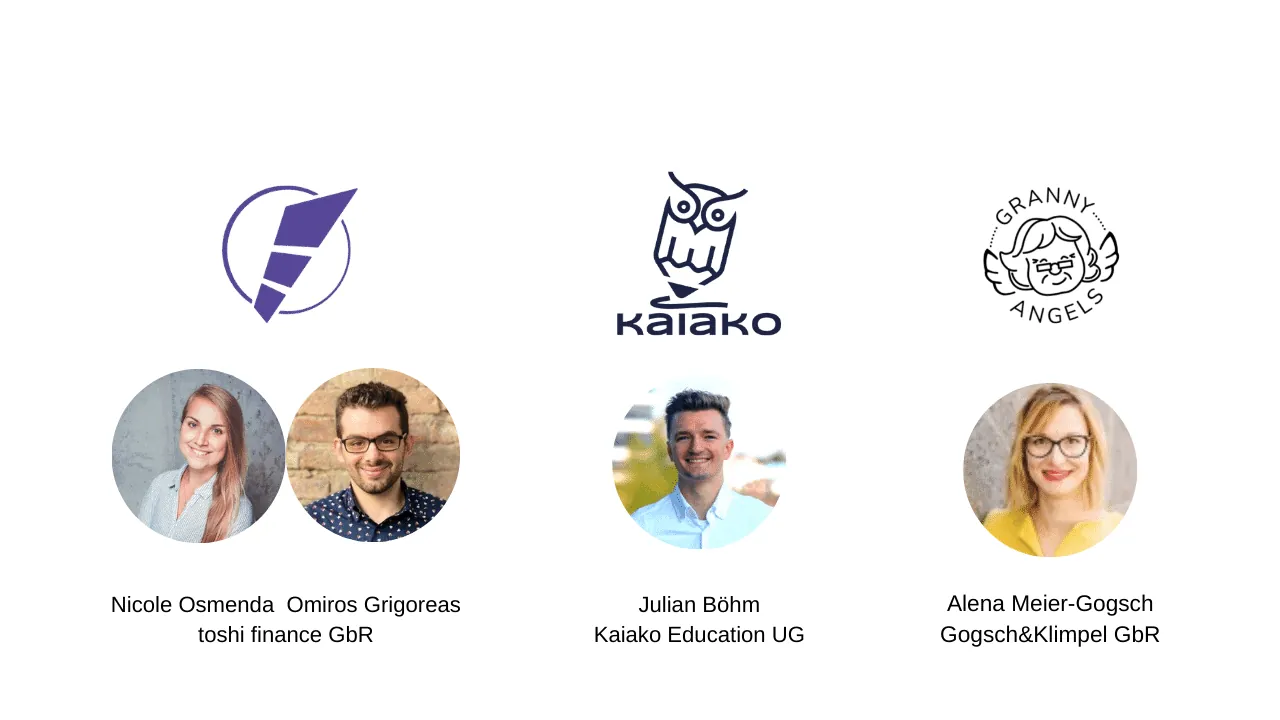 GRANNY
ANGELS
KAIAKO
Nicole Osmenda Omiros Grigoreas
toshi finance GbR
Julian Böhm
Kaiako Education UG
Alena Meier-Gogsch
Gogsch&Klimpel GbR